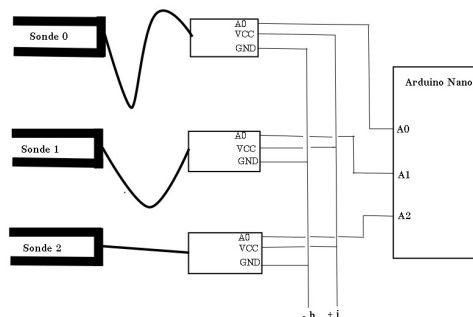 Sonde 0
A0
VCC
GND
Arduino Nano
A0
Sonde 1
A0
VCC
GND
A1
Sonde 2
A0
VCC
GND
A2
- h
+ j